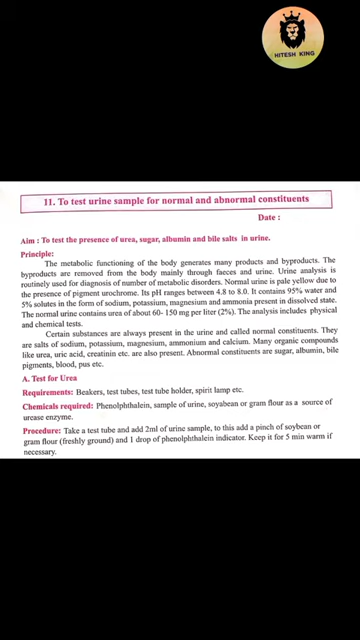 HITESH KING
11. To test urine sample for normal and abnormal constituents
Date :
Aim : To test the presence of urea, sugar, albumin and bile salts in urine.
Principle:
The metabolic functioning of the body generates many products and byproducts. The
byproducts are removed from the body mainly through faeces and urine. Urine analysis is
routinely used for diagnosis of number of metabolic disorders. Normal urine is pale yellow due to
the presence of pigment urochrome. Its pH ranges between 4.8 to 8.0. It contains 95% water and
5% solutes in the form of sodium, potassium, magnesium and ammonia present in dissolved state.
The normal urine contains urea of about 60- 150 mg per liter (2%). The analysis includes physical
and chemical tests.
Certain substances are always present in the urine and called normal constituents. They
are salts of sodium, potassium, magnesium, ammonium and calcium. Many organic compounds
like urea, uric acid, creatinin etc. are also present. Abnormal constituents are sugar, albumin, bile
pigments, blood, pus etc.
A. Test for Urea
Requirements: Beakers, test tubes, test tube holder, spirit lamp etc.
Chemicals required: Phenolphthalein, sample of urine, soyabean or gram flour as a source of
urease enzyme.
Procedure: Take a test tube and add 2ml of urine sample, to this add a pinch of soybean or
gram flour (freshly ground) and 1 drop of phenolphthalein indicator. Keep it for 5 min warm if
necessary.